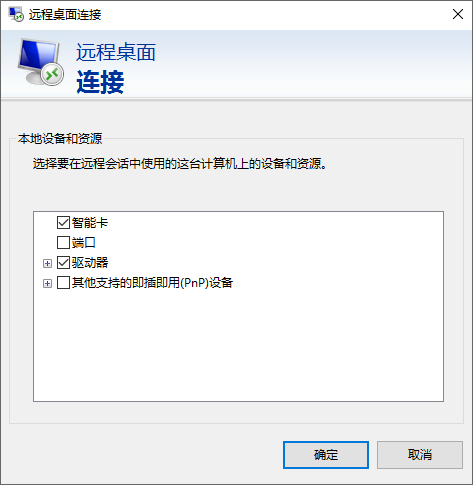 远程桌面连接
远程桌面
连接
本地设备和资源
选择要在远程会话中使用的这台计算机上的设备和资源。
智能卡
端口
驱动器
其他支持的即插即用(PnP)设备
确定
取消